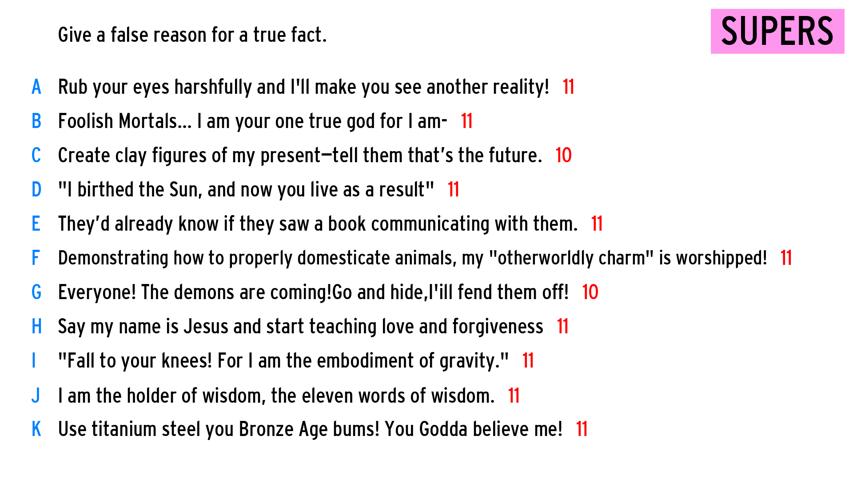 Give a false reason for a true fact.
SUPERS
A Rub your eyes harshfully and I'll make you see another reality! 11
B Foolish Mortals... I am your one true god for I am- 11
C Create clay figures of my present—tell them that's the future. 10
D "I birthed the Sun, and now you live as a result" 11
E They'd already know if they saw a book communicating with them. 11
F Demonstrating how to properly domesticate animals, my "otherworldly charm" is worshipped! 11
G Everyone! The demons are coming!Go and hide,I'ill fend them off! 10
H Say my name is Jesus and start teaching love and forgiveness 11
I "Fall to your knees! For I am the embodiment of gravity." 11
J I am the holder of wisdom, the eleven words of wisdom. 11
K Use titanium steel you Bronze Age bums! You Godda believe me! 11